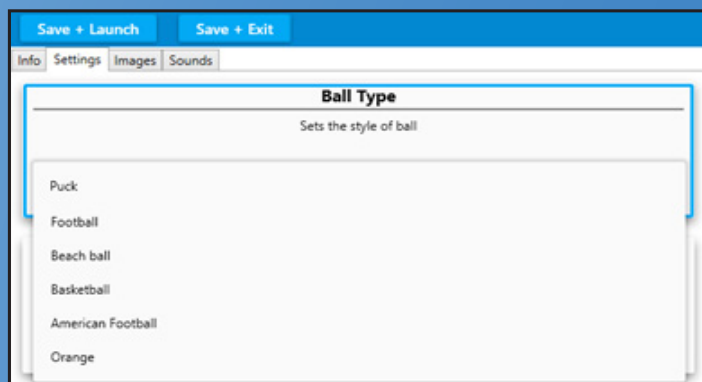 Save + Launch Save + Exit
Info Settings Images Sounds
Ball Type
Sets the style of ball
Puck
Football
Beach ball
Basketball
American Football
Orange